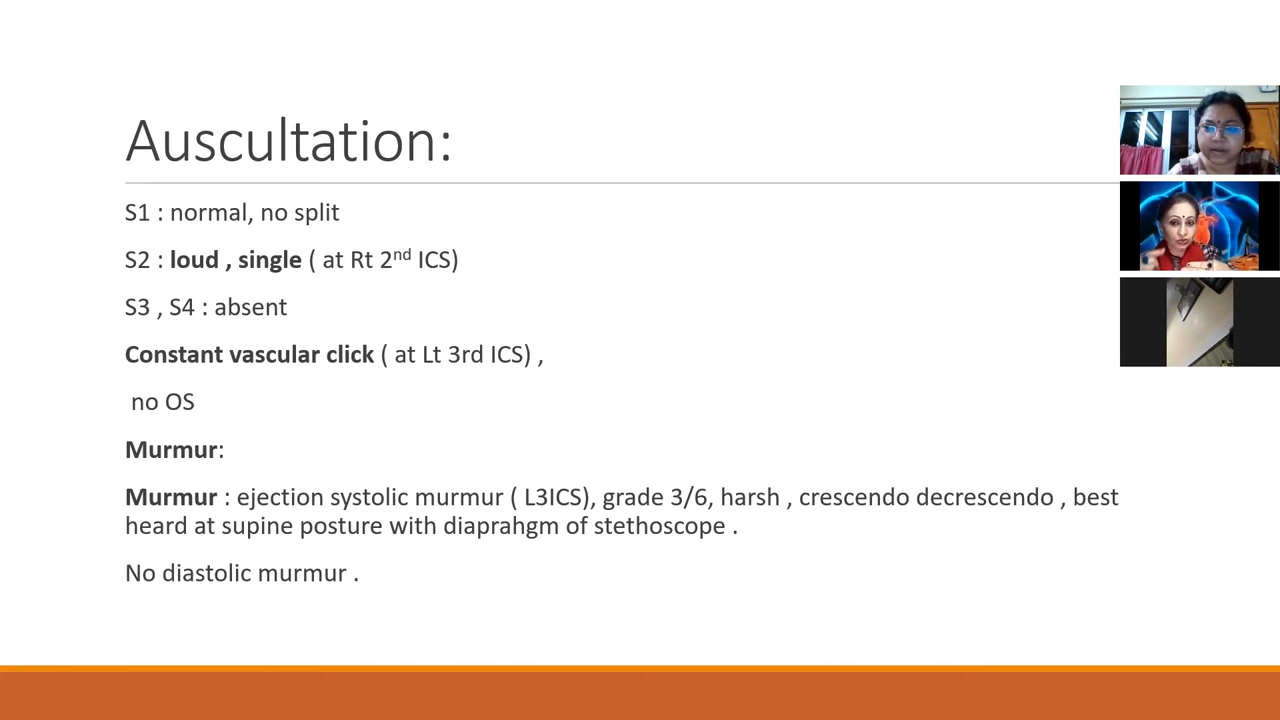 Auscultation:
S1 : normal, no split
S2 : loud , single ( at Rt 2nd ICS)
S3 , S4 : absent
Constant vascular click ( at Lt 3rd ICS) ,
no OS
Murmur:
Murmur : ejection systolic murmur ( L3ICS), grade 3/6, harsh , crescendo decrescendo , best
heard at supine posture with diaprahgm of stethoscope .
No diastolic murmur .